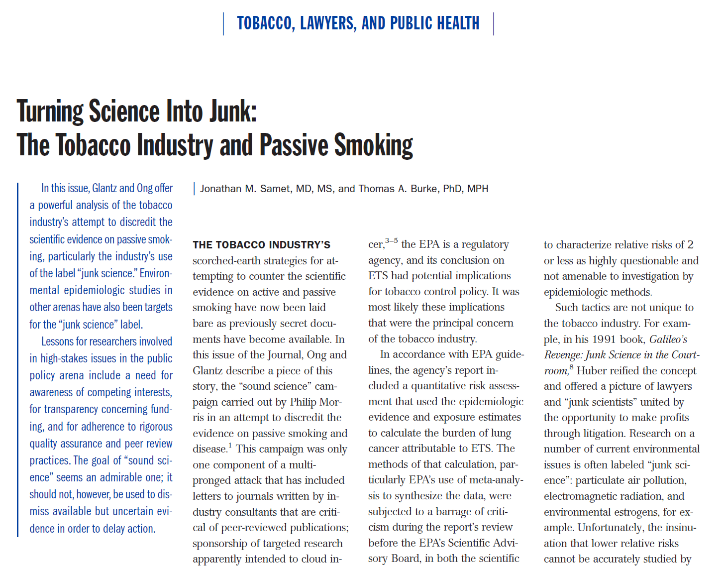 TOBACCO, LAWYERS, AND PUBLIC HEALTH
Turning Science Into Junk:
The Tobacco Industry and Passive Smoking
In this issue, Glantz and Ong offer
a powerful analysis of the tobacco
industry's attempt to discredit the
scientific evidence on passive smok-
ing, particularly the industry's use
of the label "junk science." Environ-
mental epidemiologic studies in
other arenas have also been targets
for the "junk science" label.
Lessons for researchers involved
in high-stakes issues in the public
policy arena include a need for
awareness of competing interests,
for transparency concerning fund-
ing, and for adherence to rigorous
quality assurance and peer review
practices. The goal of "sound sci-
ence" seems an admirable one; it
should not, however, be used to dis-
miss available but uncertain evi-
dence in order to delay action.
Jonathan M. Samet, MD, MS, and Thomas A. Burke, PhD, MPH
THE TOBACCO INDUSTRY'S
scorched-earth strategies for at-
tempting to counter the scientific
evidence on active and passive
smoking have now been laid
bare as previously secret docu-
ments have become available. In
this issue of the Journal, Ong and
Glantz describe a piece of this
story, the "sound science" cam-
paign carried out by Philip Mor-
ris in an attempt to discredit the
evidence on passive smoking and
disease.1 This campaign was only
one component of a multi-
pronged attack that has included
letters to journals written by in-
dustry consultants that are criti-
cal of peer-reviewed publications;
sponsorship of targeted research
apparently intended to cloud in-
cer,3–5 the EPA is a regulatory
agency, and its conclusion on
ETS had potential implications
for tobacco control policy. It was
most likely these implications
that were the principal concern
of the tobacco industry.
In accordance with EPA guide-
lines, the agency's report in-
cluded a quantitative risk assess-
ment that used the epidemiologic
evidence and exposure estimates
to calculate the burden of lung
cancer attributable to ETS. The
methods of that calculation, par-
ticularly EPA's use of meta-analy-
sis to synthesize the data, were
subjected to a barrage of criti-
cism during the report's review
before the EPA's Scientific Advi-
sory Board, in both the scientific
to characterize relative risks of 2
or less as highly questionable and
not amenable to investigation by
epidemiologic methods.
Such tactics are not unique to
the tobacco industry. For exam-
ple, in his 1991 book, Galileo's
Revenge: Junk Science in the Court-
room,8 Huber reified the concept
and offered a picture of lawyers
and "junk scientists" united by
the opportunity to make profits
through litigation. Research on a
number of current environmental
issues is often labeled "junk sci-
ence": particulate air pollution,
electromagnetic radiation, and
environmental estrogens, for ex-
ample. Unfortunately, the insinu-
ation that lower relative risks
cannot be accurately studied by